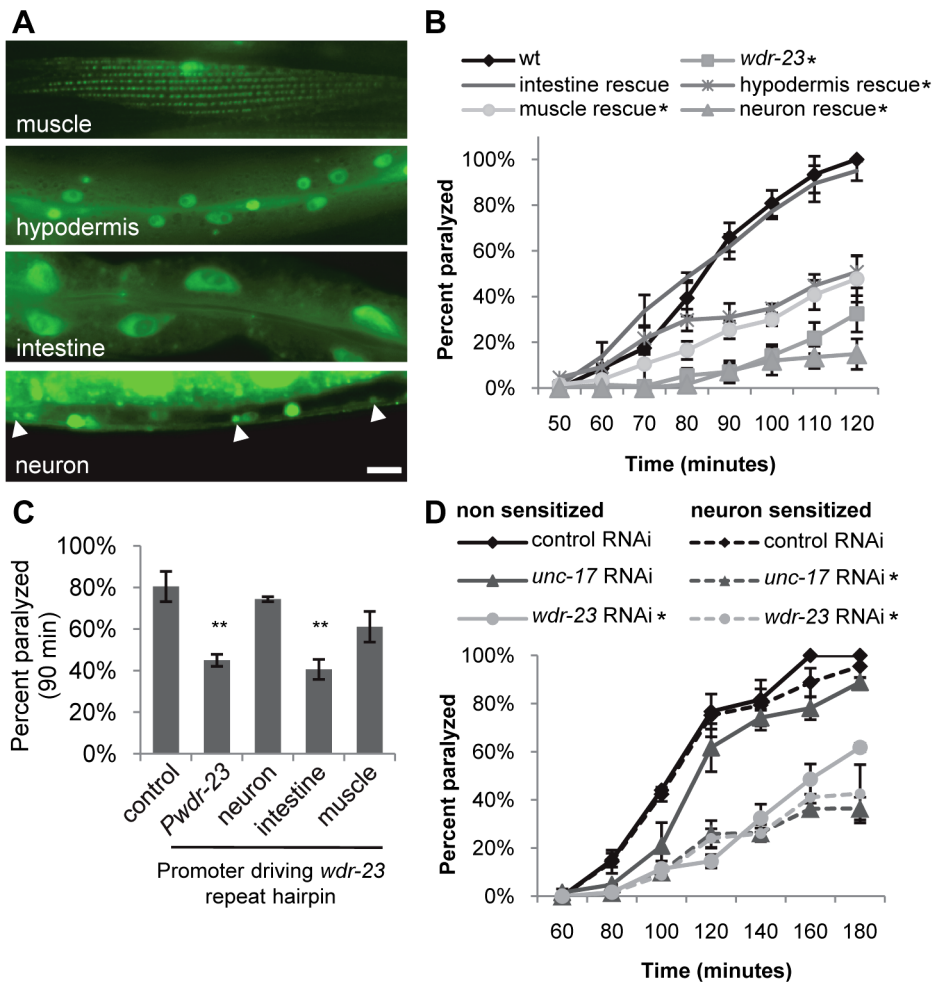 A
muscle
hypodermis
intestine
neuron
B
wt
wdr-23*
intestine rescue
hypodermis rescue*
muscle rescue*
neuron rescue*
Percent paralyzed
100%
80%
60%
40%
20%
0%
50 60 70 80 90 100 110 120
Time (minutes)
C
Percent paralyzed
(90 min)
100%
80%
60%
40%
20%
0%
**
**
control
Pwdr-23
neuron
intestine
muscle
Promoter driving wdr-23
repeat hairpin
D
non sensitized
neuron sensitized
control RNAi
control RNAi
unc-17 RNAi
unc-17 RNAi*
wdr-23 RNAi*
wdr-23 RNAi*
Percent paralyzed
100%
80%
60%
40%
20%
0%
60 80 100 120 140 160 180
Time (minutes)